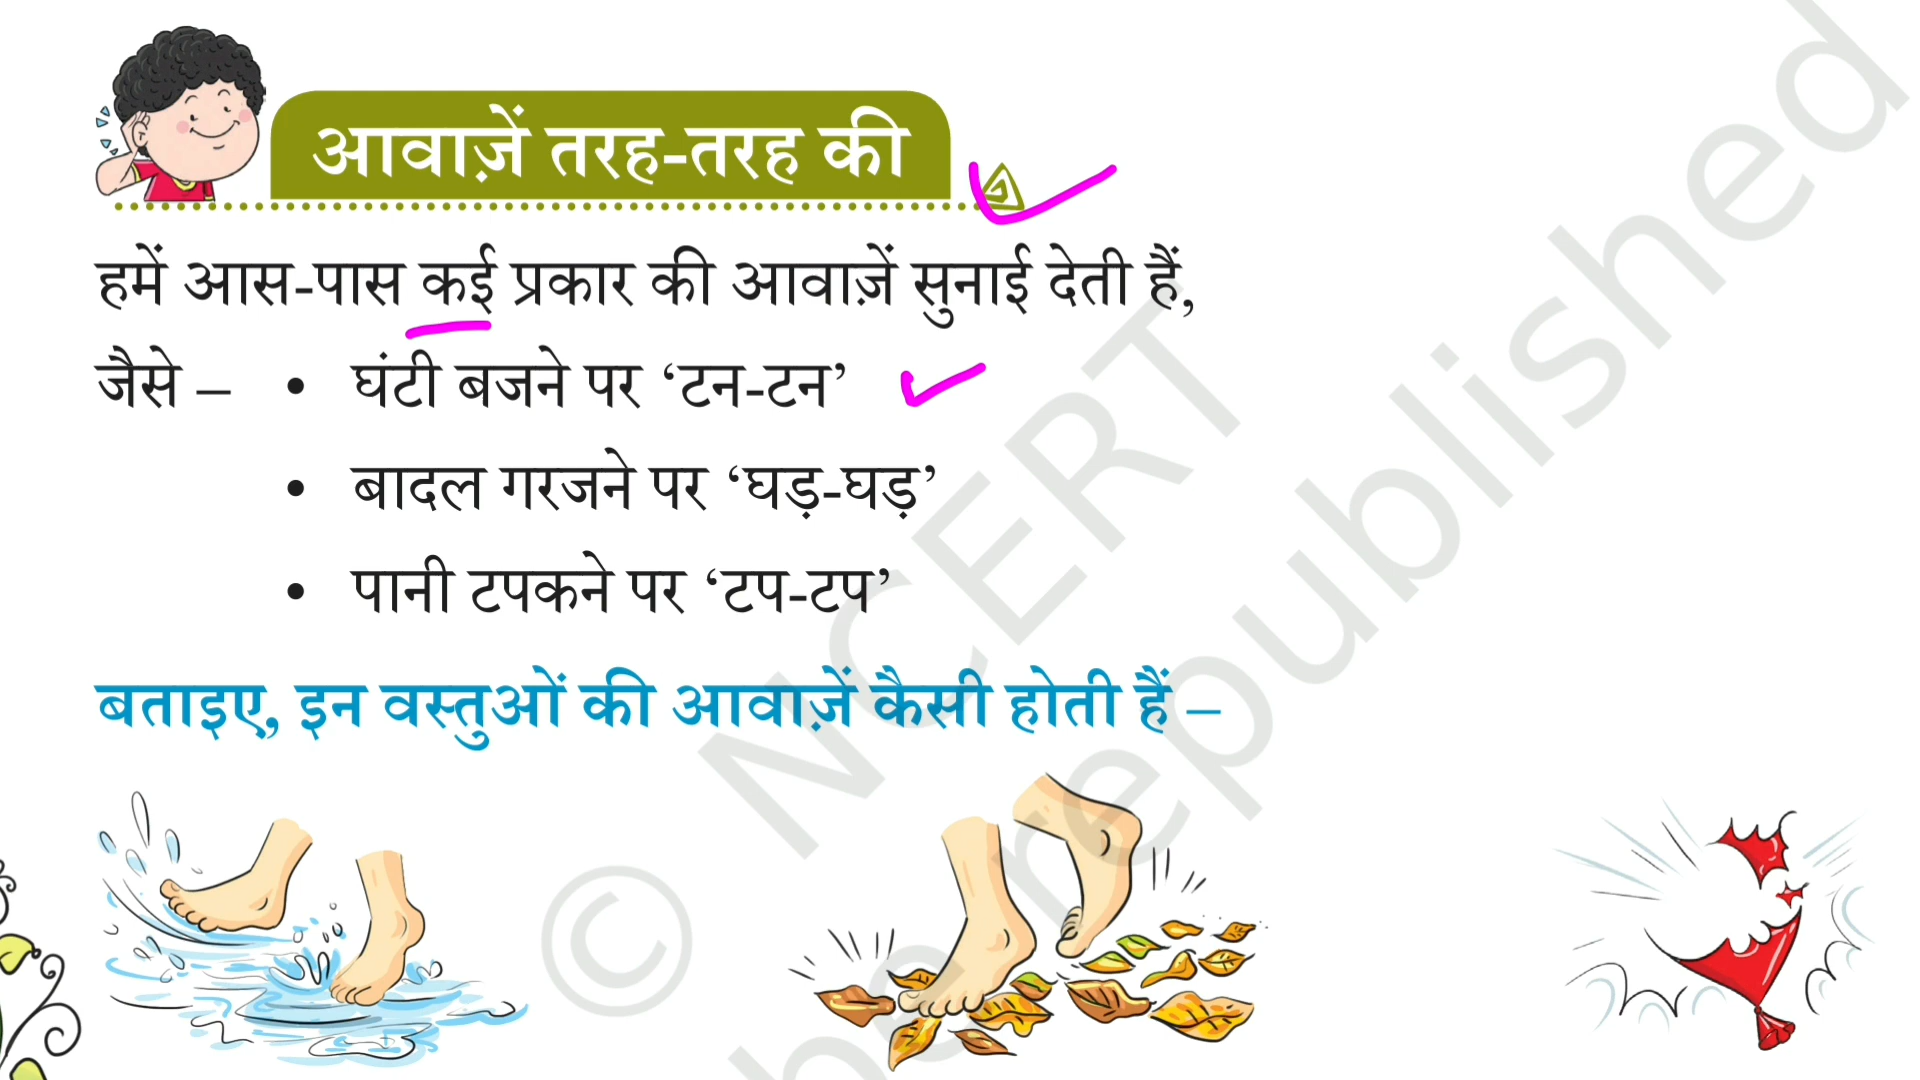 आवाज़ें तरह-तरह की
हमें आस-पास कई प्रकार की आवाज़ें सुनाई देती हैं,
जैसे – • घंटी बजने पर ‘टन-टन’
• बादल गरजने पर ‘घड़-घड़’
• पानी टपकने पर ‘टप-टप’
बताइए, इन वस्तुओं की आवाज़ें कैसी होती हैं –
© NCERT
be republished